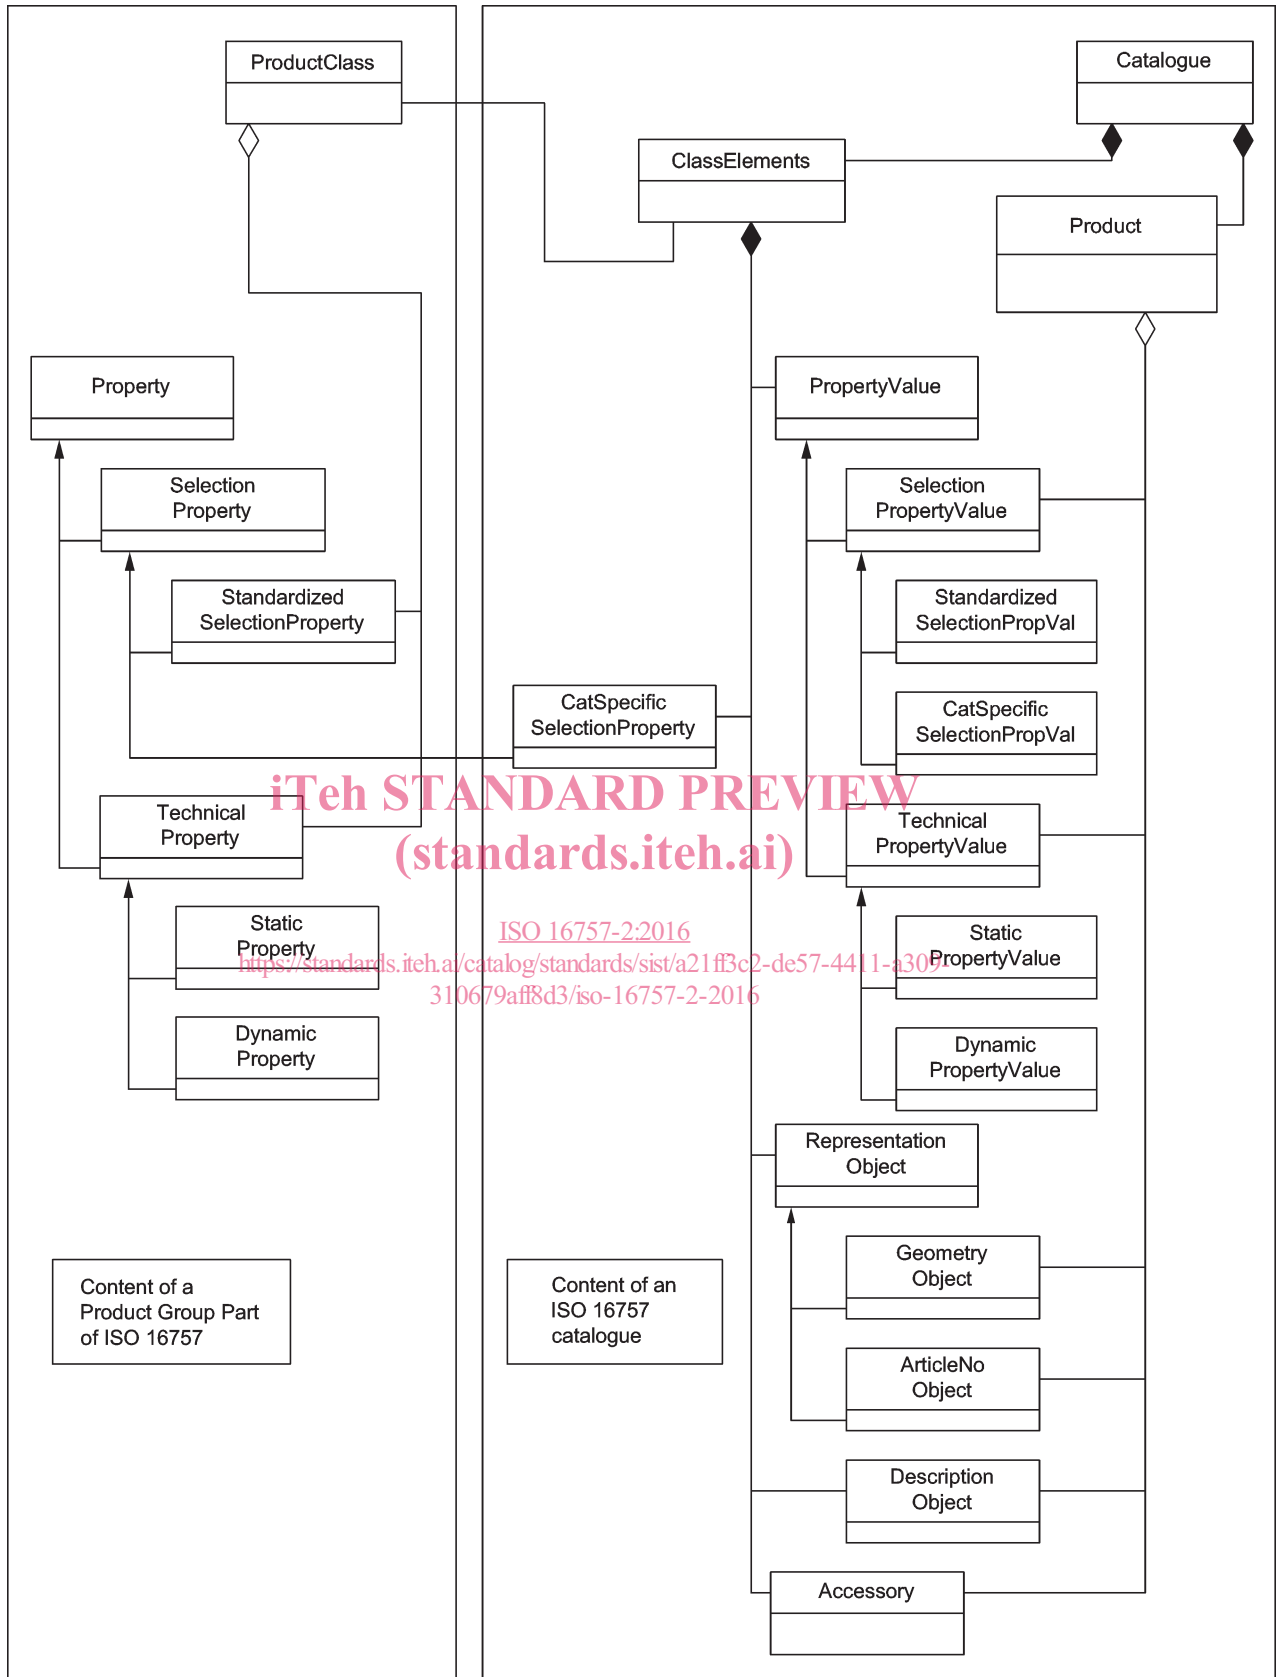 ProductClass
Catalogue
ClassElements
Product
Property
PropertyValue
Selection
Property
Selection
PropertyValue
Standardized
SelectionProperty
Standardized
SelectionPropVal
CatSpecific
SelectionProperty
CatSpecific
SelectionPropVal
iTeh STANDARD PREVIEW
(standards.iteh.ai)
Technical
Property
Technical
PropertyValue
Static
Property
Static
PropertyValue
ISO 16757-2:2016
https://standards.iteh.ai/catalog/standards/sist/a21ff3c2-de57-4411-a309-
310679aff8d3/iso-16757-2-2016
Dynamic
Property
Dynamic
PropertyValue
Representation
Object
Geometry
Object
Content of a
Product Group Part
of ISO 16757
Content of an
ISO 16757
catalogue
ArticleNo
Object
Description
Object
Accessory